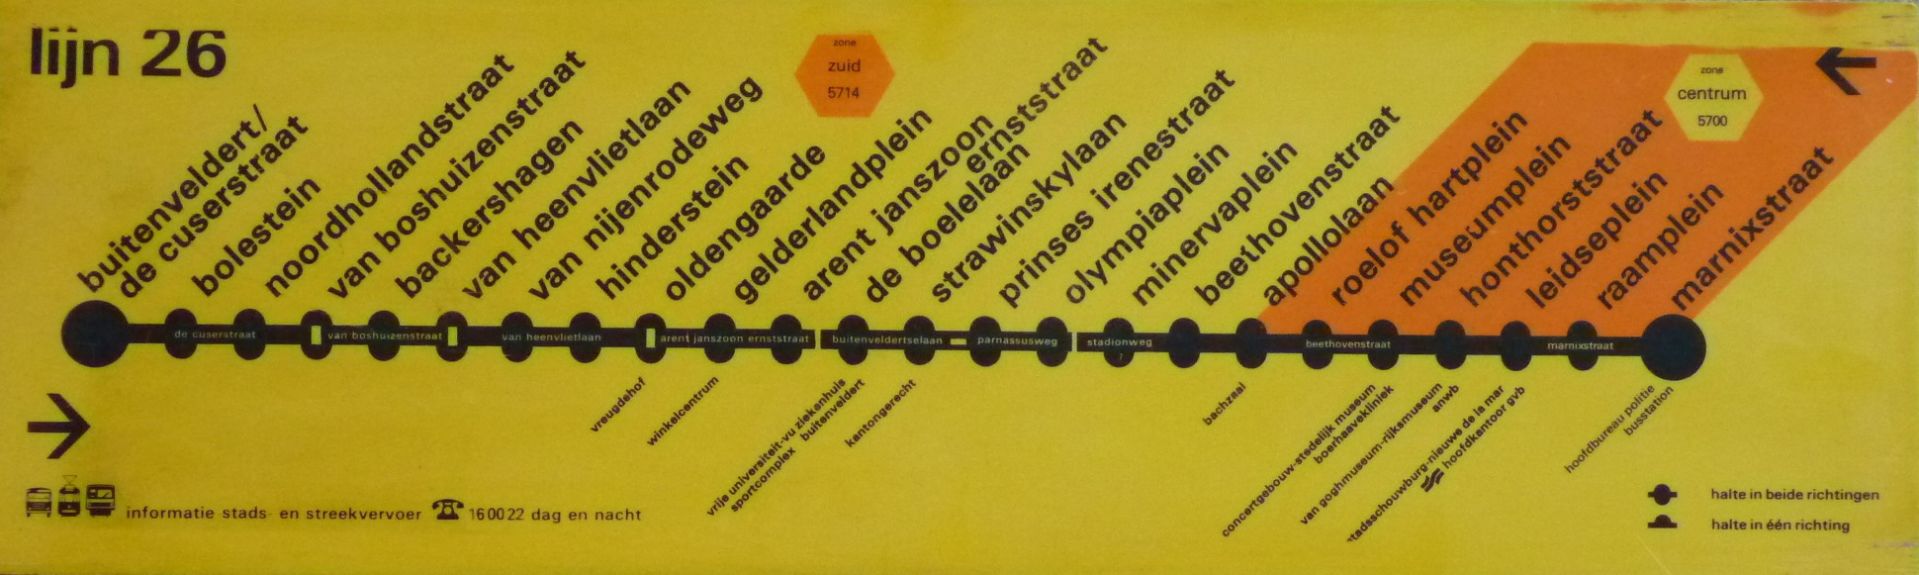 lijn 26
buitenveldert/
de cuserstraat
bolestein
noordhollandstraat
van boshuizenstraat
backershagen
van heenvlietlaan
van nijenrodeweg
hinderstein
oldengaarde
gelderlandplein
arent janszoon
ernststraat
de boelelaan
strawinskylaan
prinses irenestraat
olympiaplein
minervaplein
beethovenstraat
apollolaan
roelof hartplein
museumplein
honthorststraat
leidseplein
raamplein
marnixstraat
zone
zuid
5714
zone
centrum
5700
de cuserstraat
van boshuizenstraat
van heenvlietlaan
arent janszoon ernststraat
buitenveldertselaan
parnassusweg
stadionweg
beethovenstraat
marnixstraat
vreugdehof
winkelcentrum
vrije universiteit-vu ziekenhuis
sportcomplex buitenveldert
kantongerecht
bachzaal
concertgebouw-stedelijk museum
boerhaavekliniek
van goghmuseum-rijksmuseum
anwb
stadsschouwburg-nieuwe de la mar
hoofdkantoor gvb
hoofdbureau politie
busstation
informatie stads- en streekvervoer 160022 dag en nacht
halte in beide richtingen
halte in één richting